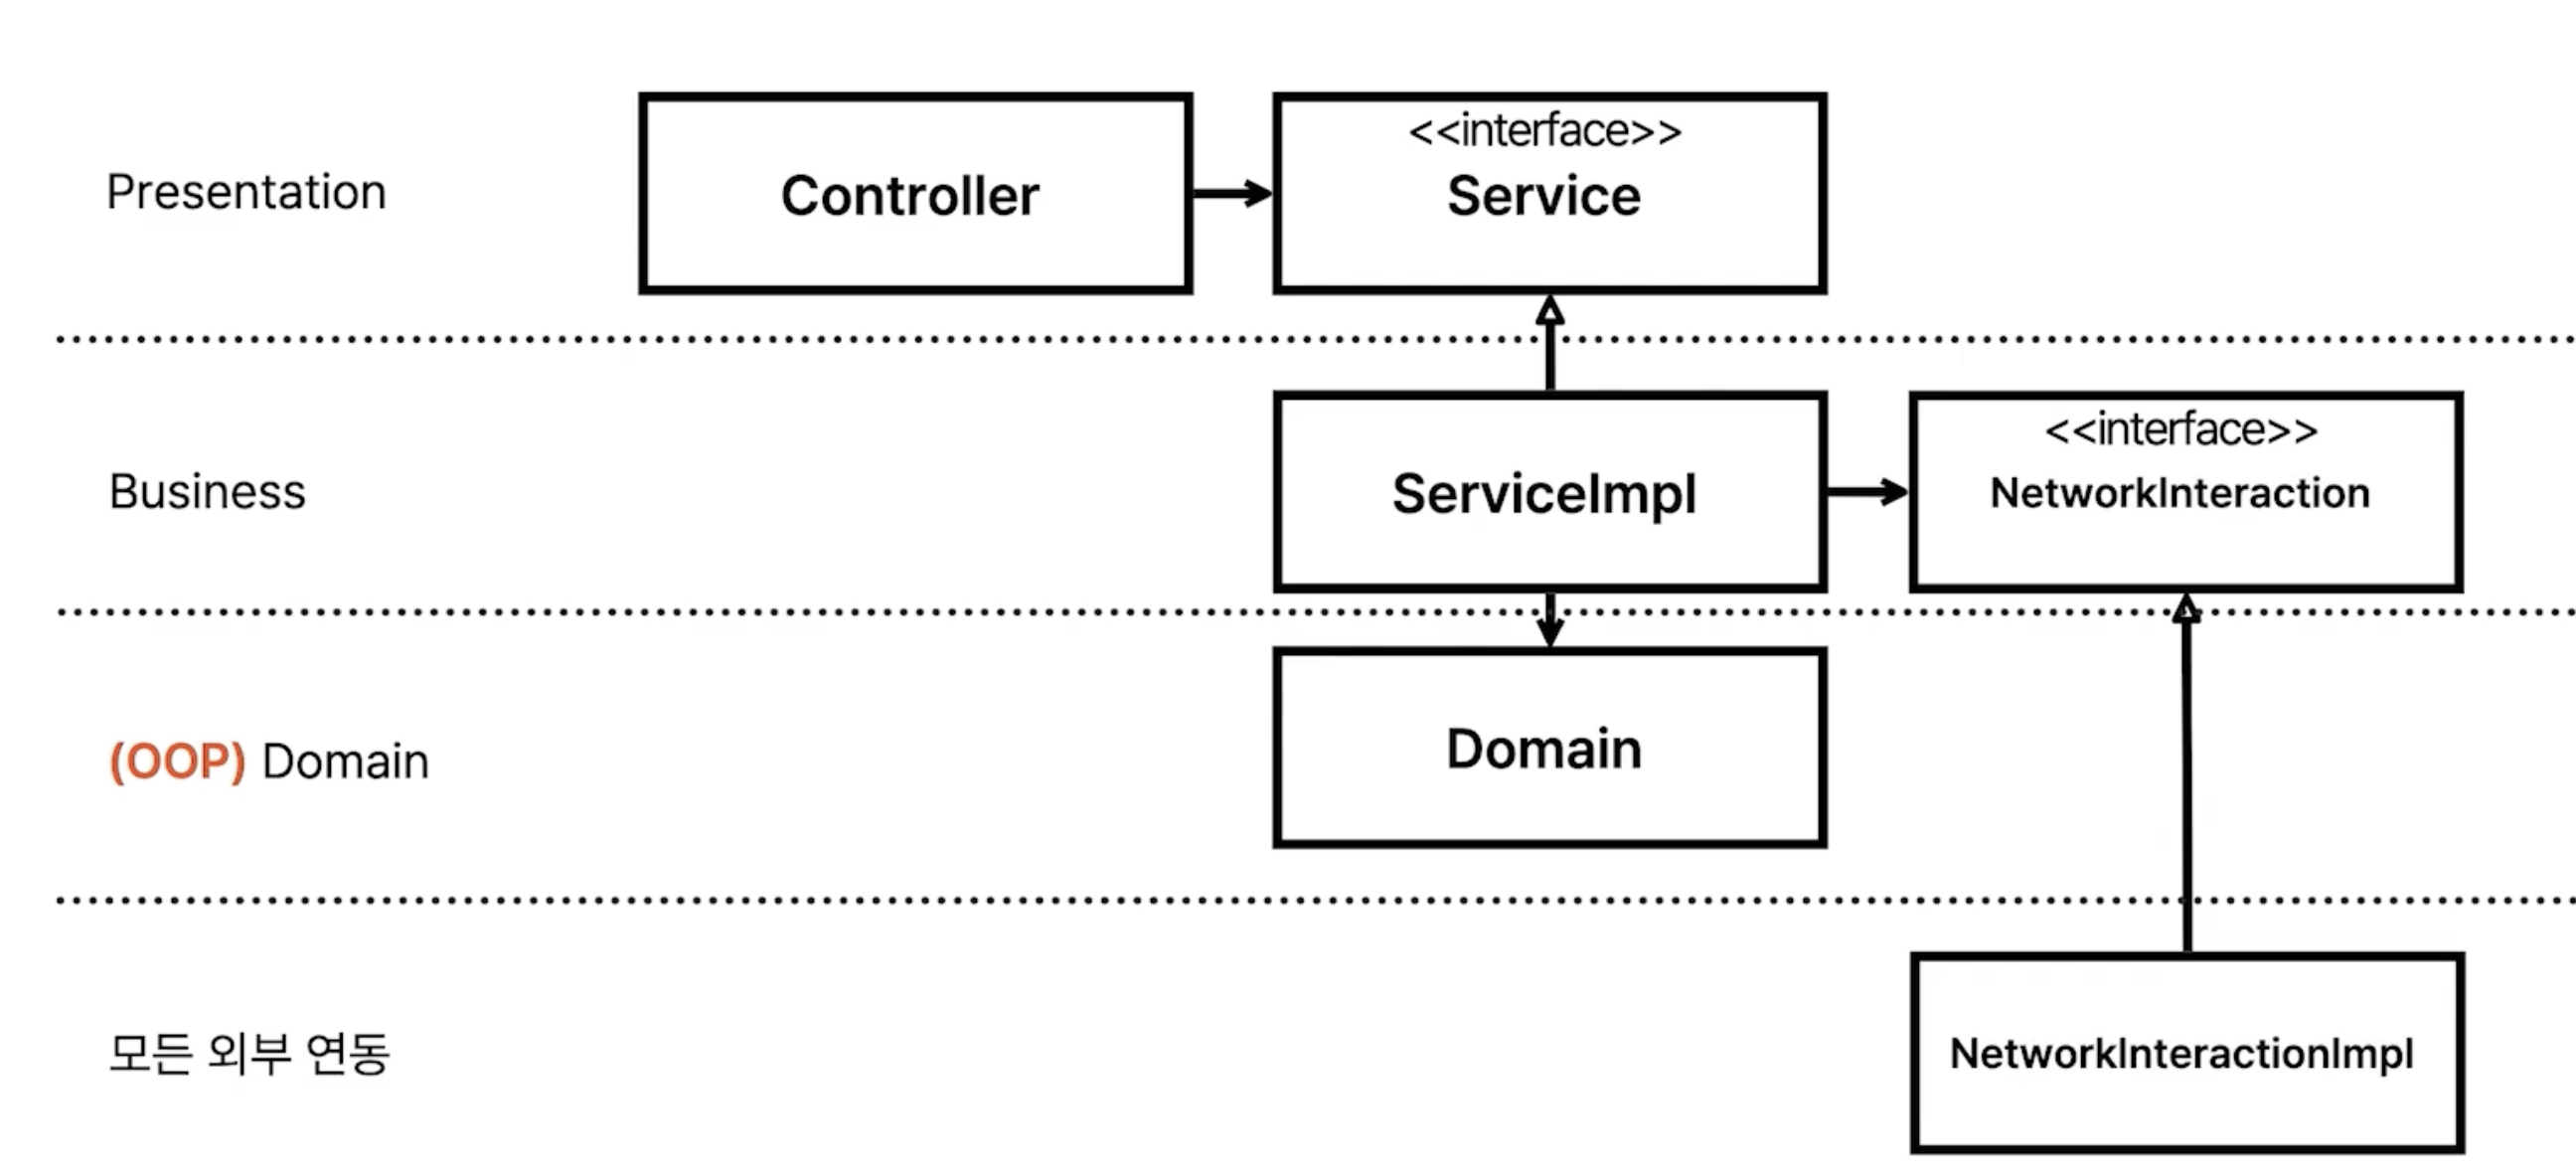 Presentation
Controller
<<interface>>
Service
Business
ServiceImpl
<<interface>>
NetworkInteraction
(OOP) Domain
Domain
모든 외부 연동
NetworkInteractionImpl